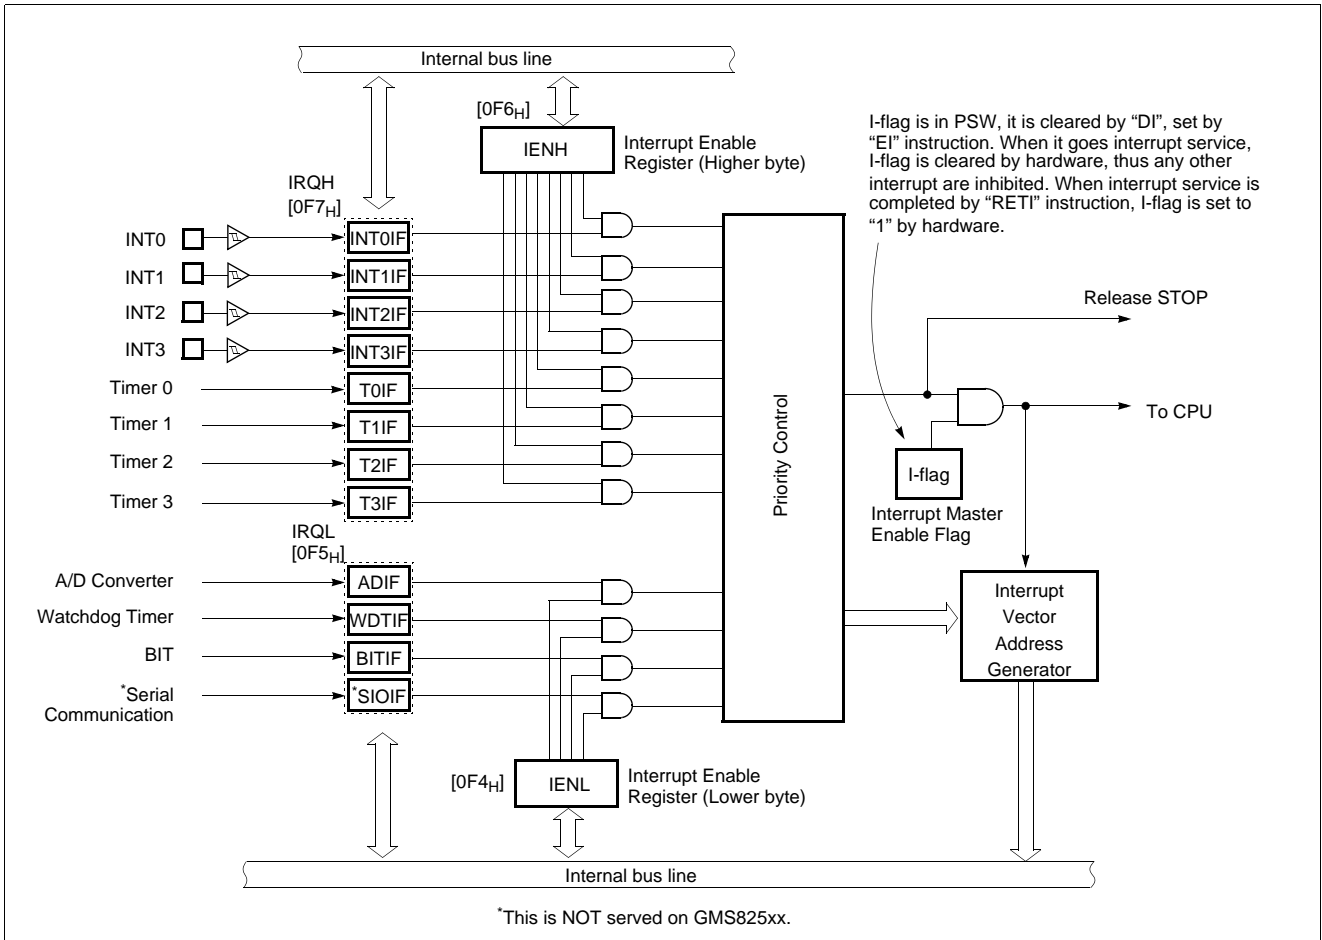 Internal bus line
[0F6H]
IENH
Interrupt Enable
Register (Higher byte)
I-flag is in PSW, it is cleared by “DI”, set by
“EI” instruction. When it goes interrupt service,
I-flag is cleared by hardware, thus any other
interrupt are inhibited. When interrupt service is
completed by “RETI” instruction, I-flag is set to
“1” by hardware.
IRQH
[0F7H]
INT0
INT0IF
INT1
INT1IF
INT2
INT2IF
INT3
INT3IF
Timer 0
T0IF
Timer 1
T1IF
Timer 2
T2IF
Timer 3
T3IF
Priority Control
Release STOP
To CPU
I-flag
Interrupt Master
Enable Flag
IRQL
[0F5H]
A/D Converter
ADIF
Watchdog Timer
WDTIF
BIT
BITIF
*Serial
Communication
*SIOIF
Interrupt
Vector
Address
Generator
[0F4H]
IENL
Interrupt Enable
Register (Lower byte)
Internal bus line
*This is NOT served on GMS825xx.